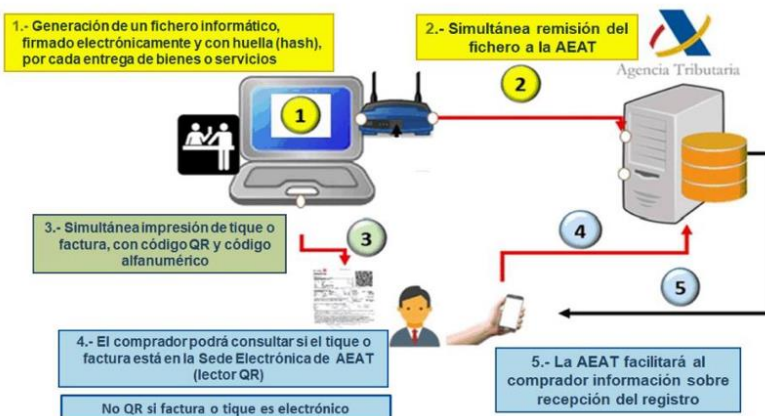 1.- Generación de un fichero informático,
firmado electrónicamente y con huella (hash),
por cada entrega de bienes o servicios
2.- Simultánea remisión del
fichero a la AEAT
Agencia Tributaria
1
2
3.- Simultánea impresión de tique o
factura, con código QR y código
alfanumérico
3
4
5
4.- El comprador podrá consultar si el tique o
factura está en la Sede Electrónica de AEAT
(lector QR)
5.- La AEAT facilitará al
comprador información sobre
recepción del registro
No QR si factura o tique es electrónico